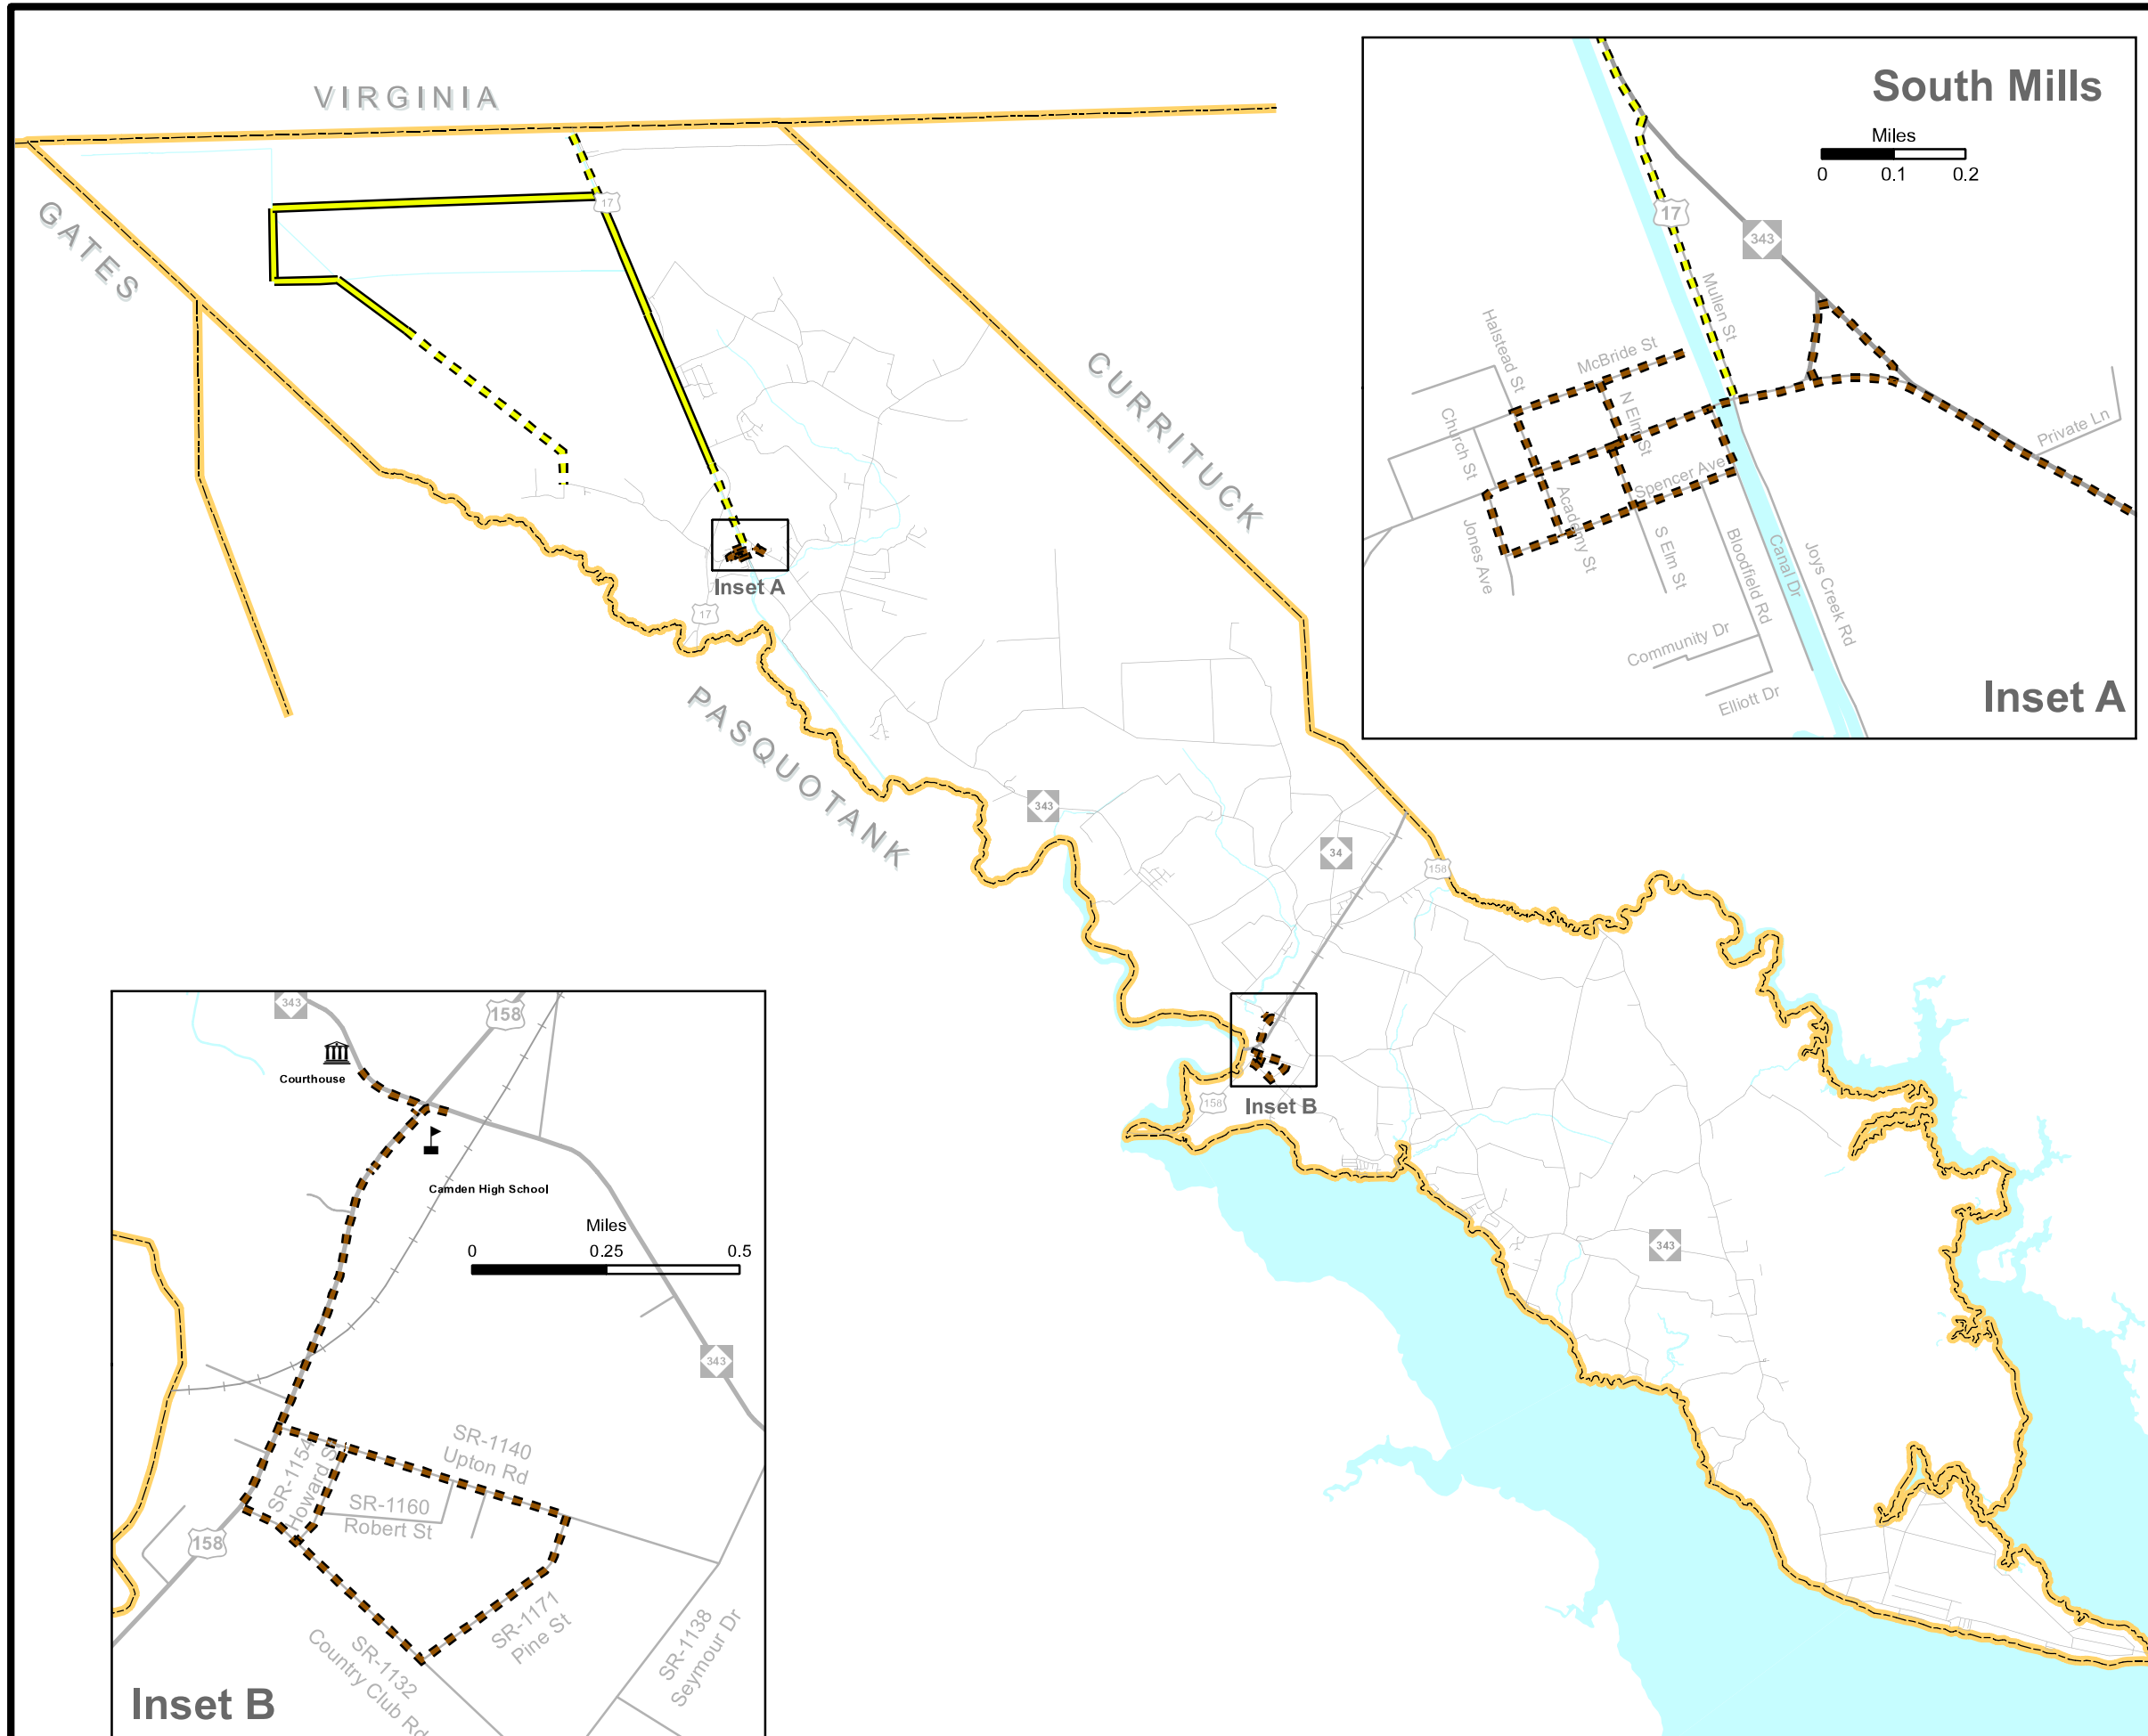 VIRGINIA
GATES
CURRITUCK
PASQUOTANK
17
Inset A
17
343
34
158
158
Inset B
343
South Mills
Miles
0 0.1 0.2
17
343
Mullen St
Halstead St
McBride St
N Elm St
Church St
Private Ln
Spencer Ave
Academy St
Jones Ave
S Elm St
Bloodfield Rd
Canal Dr
Joys Creek Rd
Community Dr
Elliott Dr
Inset A
343
158
Courthouse
Camden High School
Miles
0 0.25 0.5
343
SR-1140
Upton Rd
SR-1154
Howard St
SR-1160
Robert St
158
SR-1171
Pine St
SR-1138
Seymour Dr
SR-1132
Country Club Rd
Inset B